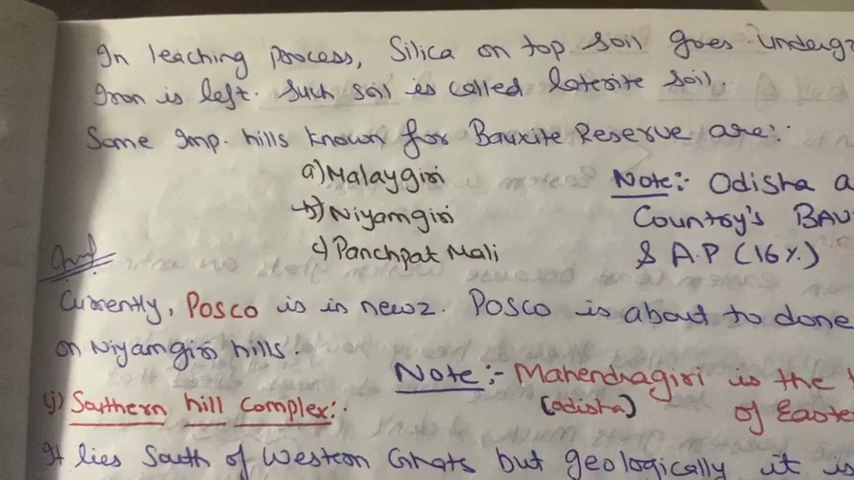 In leaching process, Silica on top soil goes underg
Iron is left. Such soil is called laterite soil.
Some Imp. hills known for Bauxite Reserve are:
a) Malaygiri
b) Niyamgiri
c) Panchpat Mali
Note:- Odisha a
Country's BAU
& A.P (16%)
Currently, Posco is in newz. Posco is about to done
on Niyamgiri hills.
Note:- Mahendragiri is the
(odisha) of Easte
Southern hill Complex:
It lies South of Western Ghats but geologically it is